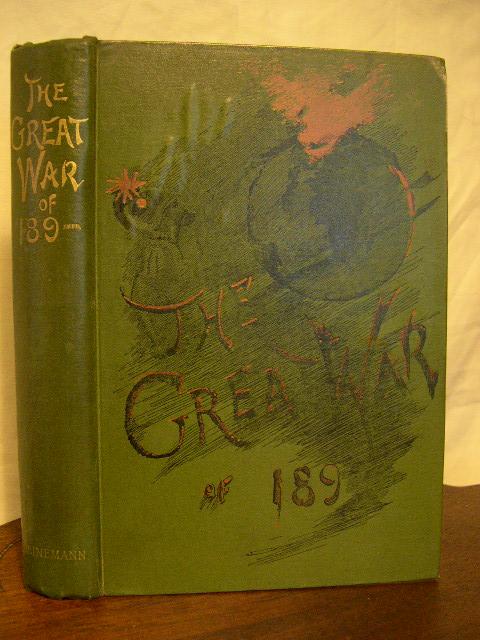 THE
GREAT
WAR
OF
189-
HEINEMANN
THE
GREAT WAR
OF 189